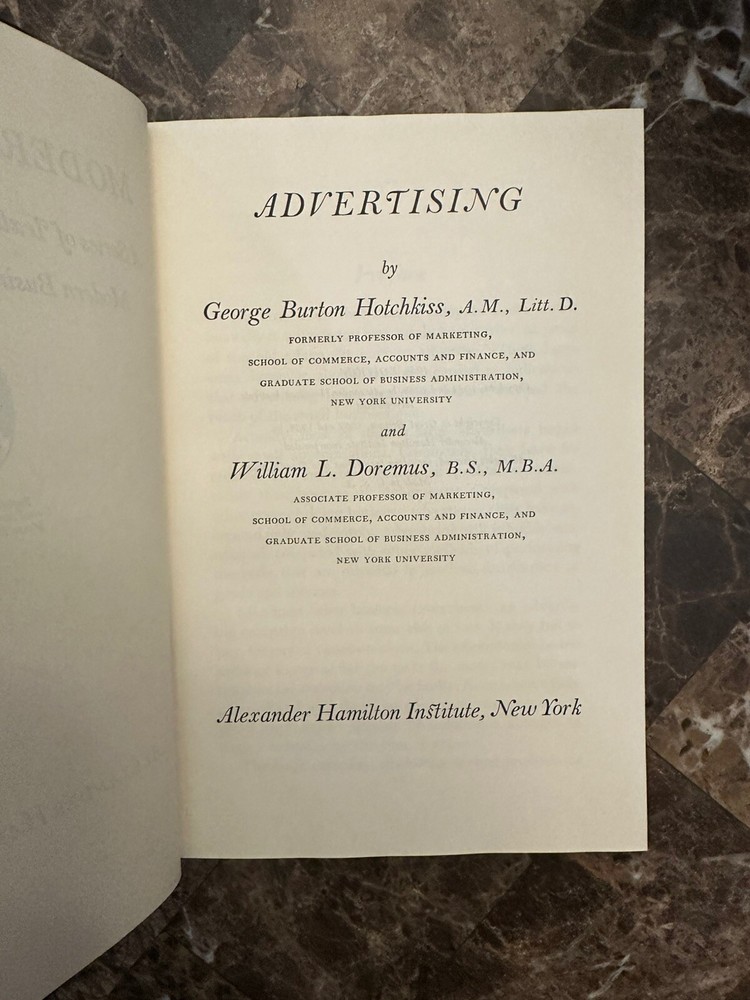 ADVERTISING
by
George Burton Hotchkiss, A.M., Litt. D.
FORMERLY PROFESSOR OF MARKETING,
SCHOOL OF COMMERCE, ACCOUNTS AND FINANCE, AND
GRADUATE SCHOOL OF BUSINESS ADMINISTRATION,
NEW YORK UNIVERSITY
and
William L. Doremus, B.S., M.B.A.
ASSOCIATE PROFESSOR OF MARKETING,
SCHOOL OF COMMERCE, ACCOUNTS AND FINANCE, AND
GRADUATE SCHOOL OF BUSINESS ADMINISTRATION,
NEW YORK UNIVERSITY
Alexander Hamilton Institute, New York